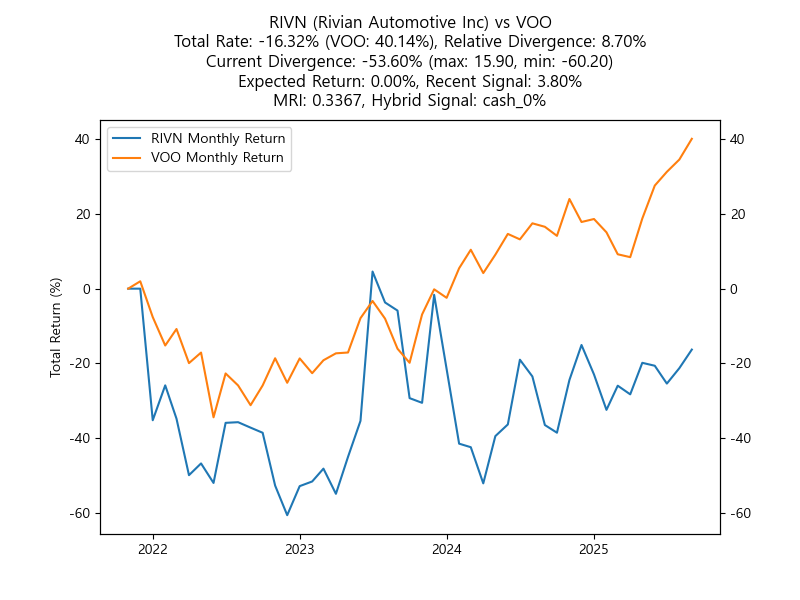 RIVN (Rivian Automotive Inc) vs VOO
Total Rate: -16.32% (VOO: 40.14%), Relative Divergence: 8.70%
Current Divergence: -53.60% (max: 15.90, min: -60.20)
Expected Return: 0.00%, Recent Signal: 3.80%
MRI: 0.3367, Hybrid Signal: cash_0%
RIVN Monthly Return
VOO Monthly Return
Total Return (%)
40
20
0
-20
-40
-60
40
20
0
-20
-40
-60
2022
2023
2024
2025